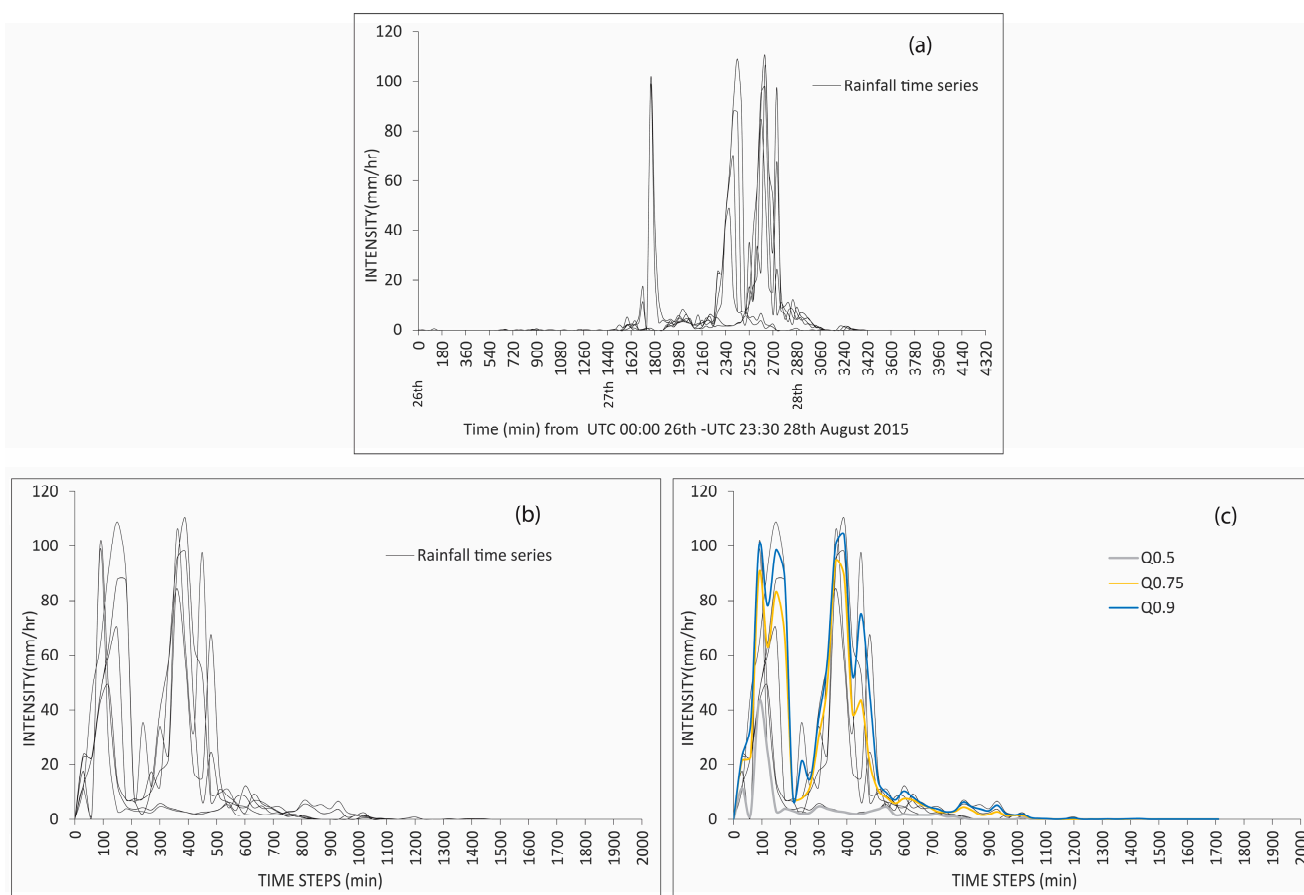 (a)
Rainfall time series
INTENSITY(mm/hr)
120
100
80
60
40
20
0
0 180 360 540 720 900 1080 1260 1440 1620 1800 1980 2160 2340 2520 2700 2880 3060 3240 3420 3600 3780 3960 4140 4320
26th 27th 28th
Time (min) from UTC 00:00 26th -UTC 23:30 28th August 2015
(b)
Rainfall time series
INTENSITY(mm/hr)
120
100
80
60
40
20
0
0 100 200 300 400 500 600 700 800 900 1000 1100 1200 1300 1400 1500 1600 1700 1800 1900 2000
TIME STEPS (min)
(c)
Q0.5
Q0.75
Q0.9
INTENSITY(mm/hr)
120
100
80
60
40
20
0
0 100 200 300 400 500 600 700 800 900 1000 1100 1200 1300 1400 1500 1600 1700 1800 1900 2000
TIME STEPS (min)